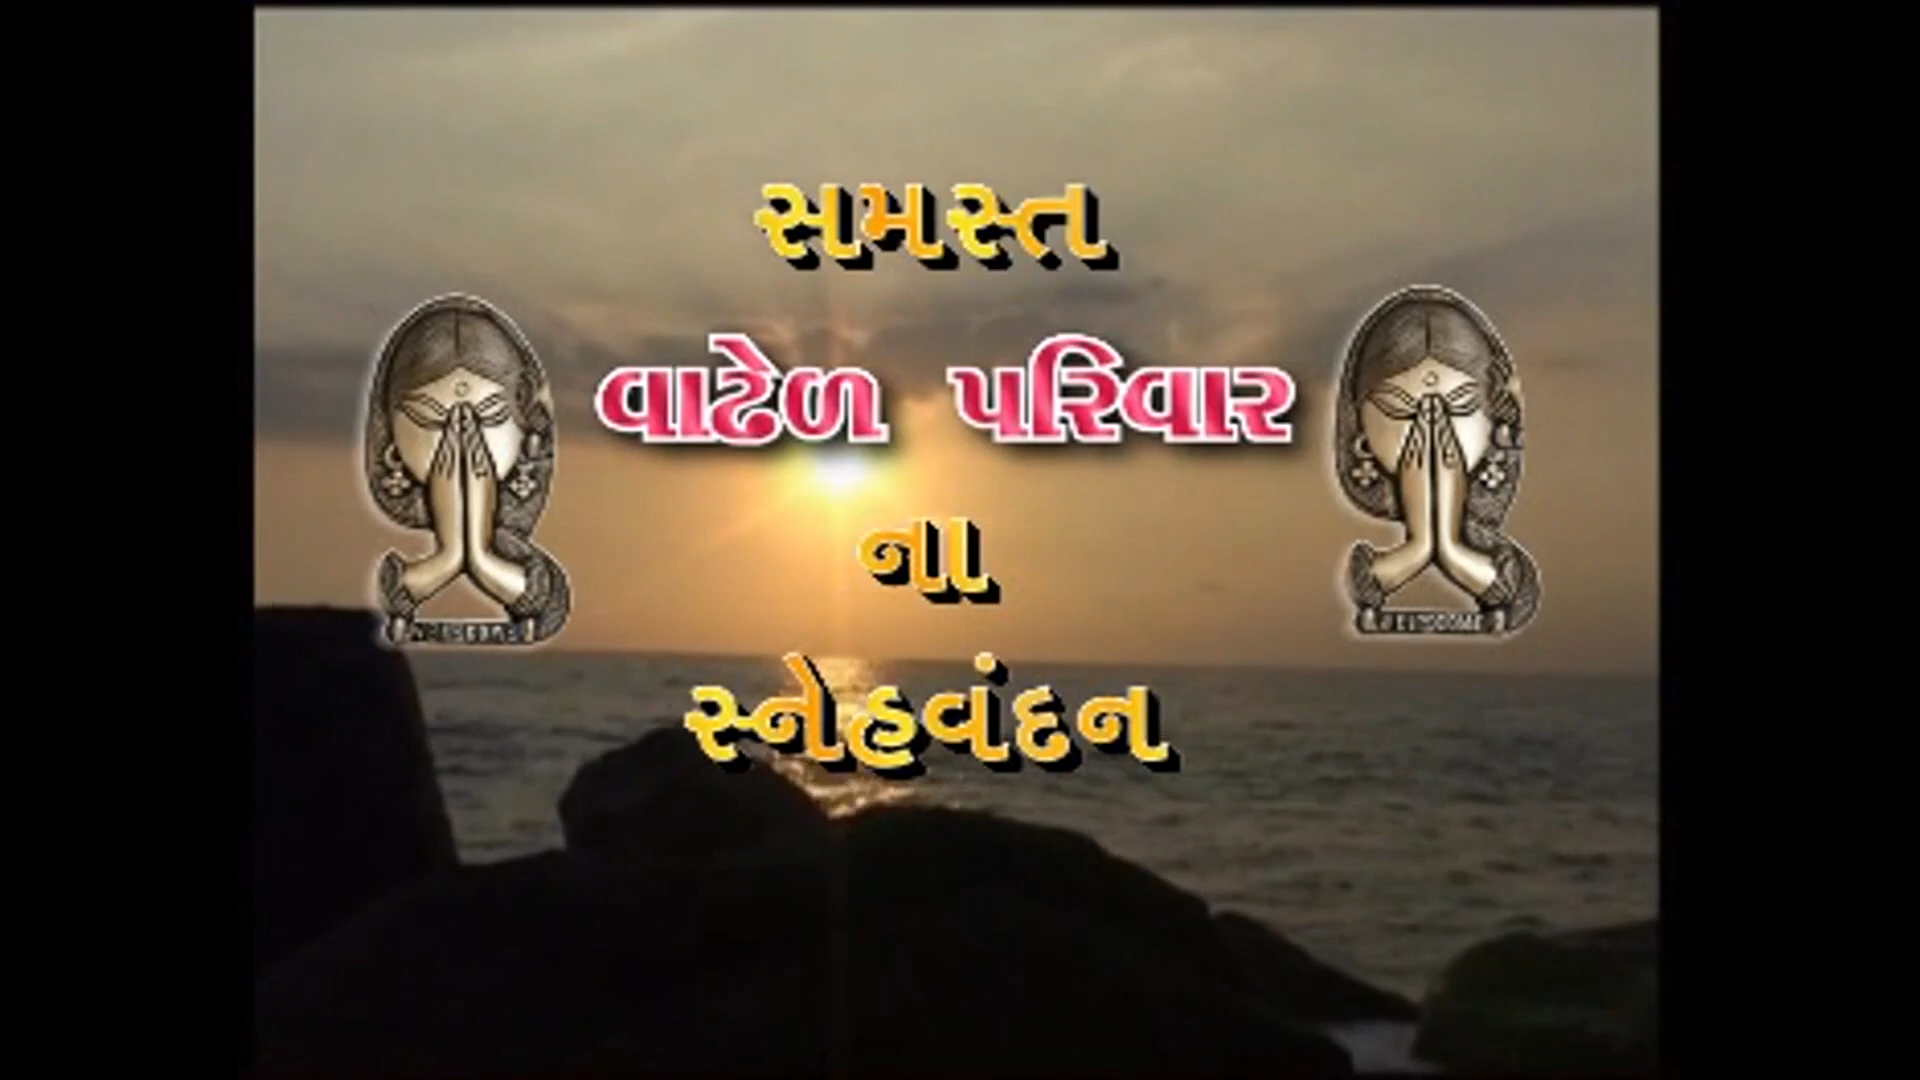 સમસ્ત
વાઢેળ પરિવાર
ના
સ્નેહવંદન